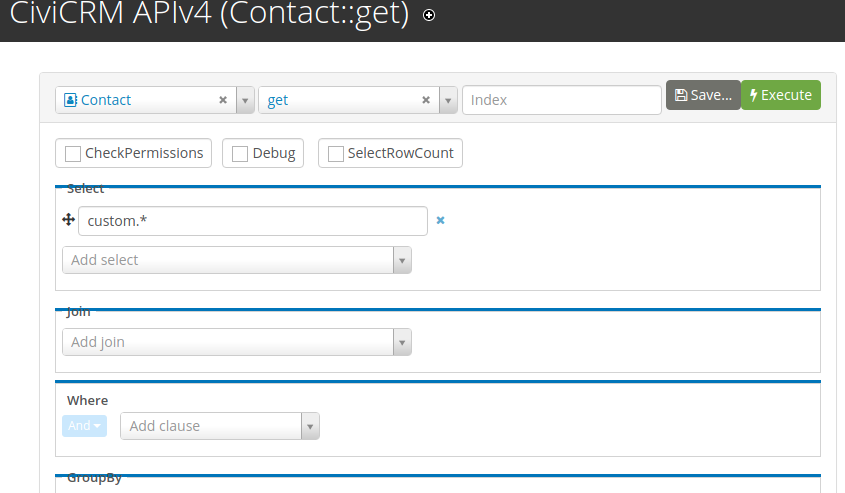 CiviCRM APIv4 (Contact::get)
Contact get Index Save... Execute
CheckPermissions Debug SelectRowCount
Select
custom.*
Add select
Join
Add join
Where
And Add clause
GroupBy